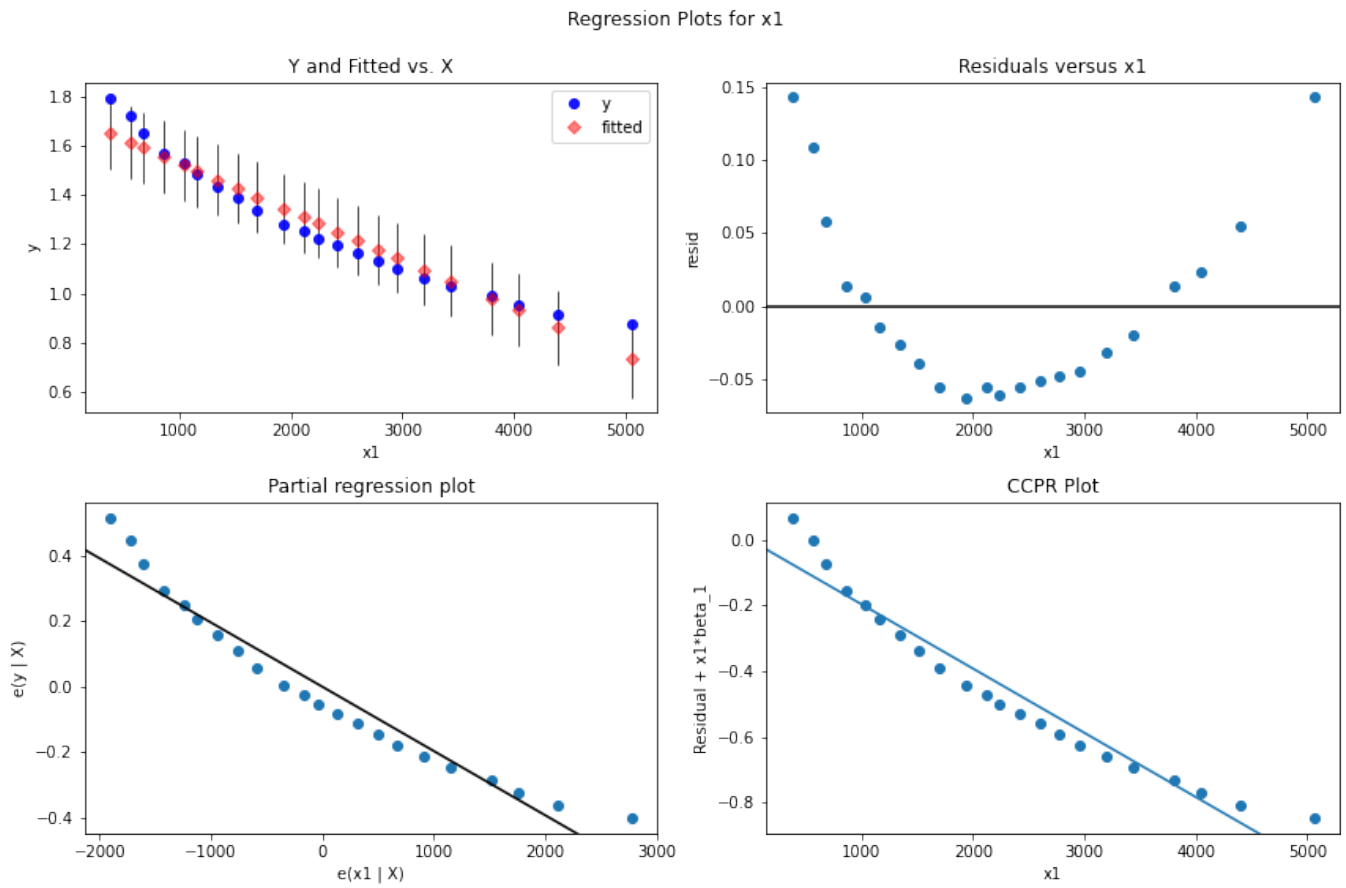 Regression Plots for x1
Y and Fitted vs. X
1.8
1.6
1.4
1.2
1.0
0.8
0.6
y
y
fitted
1000
2000
3000
4000
5000
x1
Residuals versus x1
0.15
0.10
0.05
0.00
−0.05
resid
1000
2000
3000
4000
5000
x1
Partial regression plot
0.4
0.2
0.0
−0.2
−0.4
e(y | X)
−2000
−1000
0
1000
2000
3000
e(x1 | X)
CCPR Plot
0.0
−0.2
−0.4
−0.6
−0.8
Residual + x1*beta_1
1000
2000
3000
4000
5000
x1